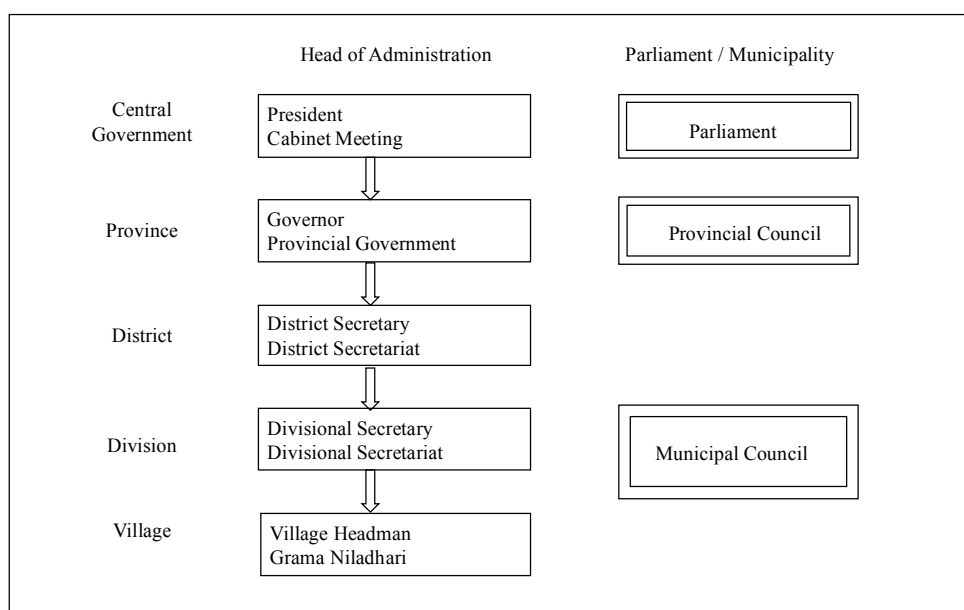 Head of Administration
Parliament / Municipality
Central
Government
President
Cabinet Meeting
Parliament
Province
Governor
Provincial Government
Provincial Council
District
District Secretary
District Secretariat
Division
Divisional Secretary
Divisional Secretariat
Municipal Council
Village
Village Headman
Grama Niladhari